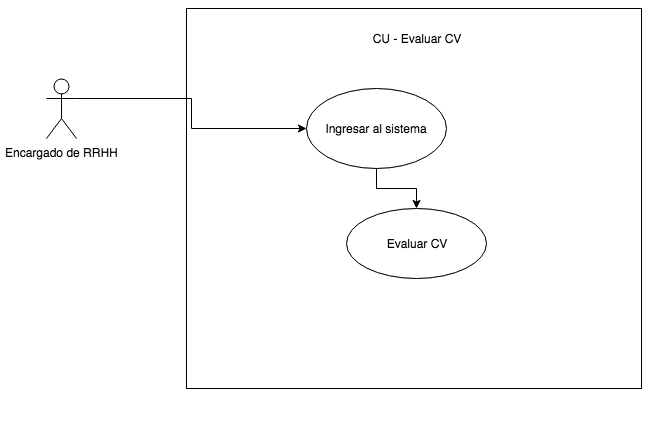 CU - Evaluar CV
Ingresar al sistema
Encargado de RRHH
Evaluar CV